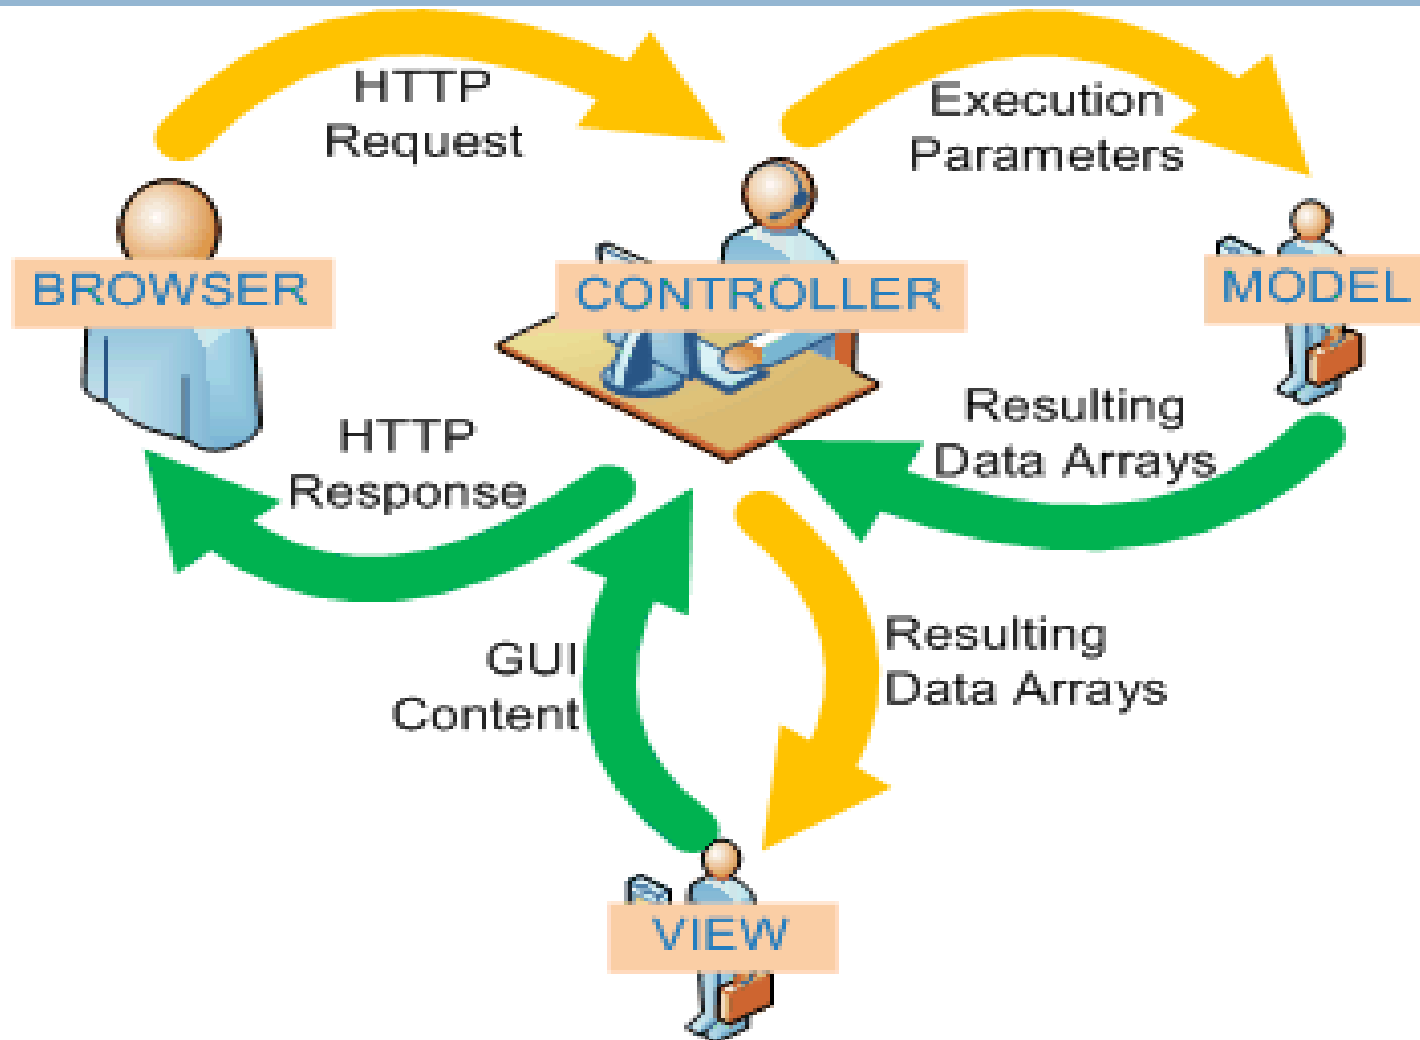 HTTP
Request
Execution
Parameters
BROWSER
CONTROLLER
MODEL
HTTP
Response
Resulting
Data Arrays
GUI
Content
Resulting
Data Arrays
VIEW